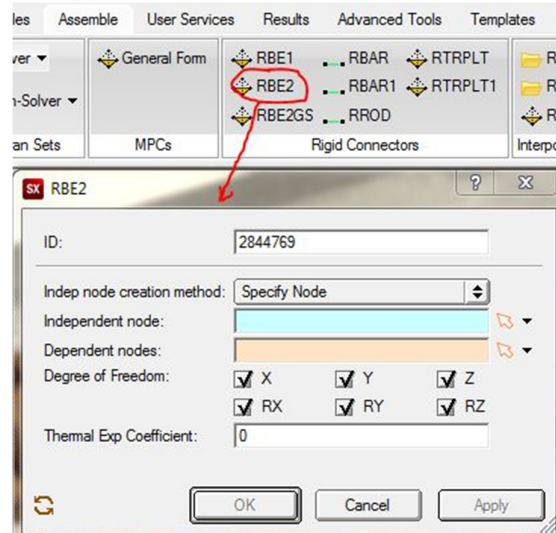 les Assemble User Services Results Advanced Tools Templates
ver General Form RBE1 RBAR RTRPLT R
n-Solver RBE2 RBAR1 RTRPLT1 R
RBE2GS RROD R
an Sets MPCs Rigid Connectors Interpo
SX RBE2 ?
ID: 2844769
Indep node creation method: Specify Node
Independent node:
Dependent nodes:
Degree of Freedom: X Y Z
RX RY RZ
Thermal Exp Coefficient: 0
OK Cancel Apply